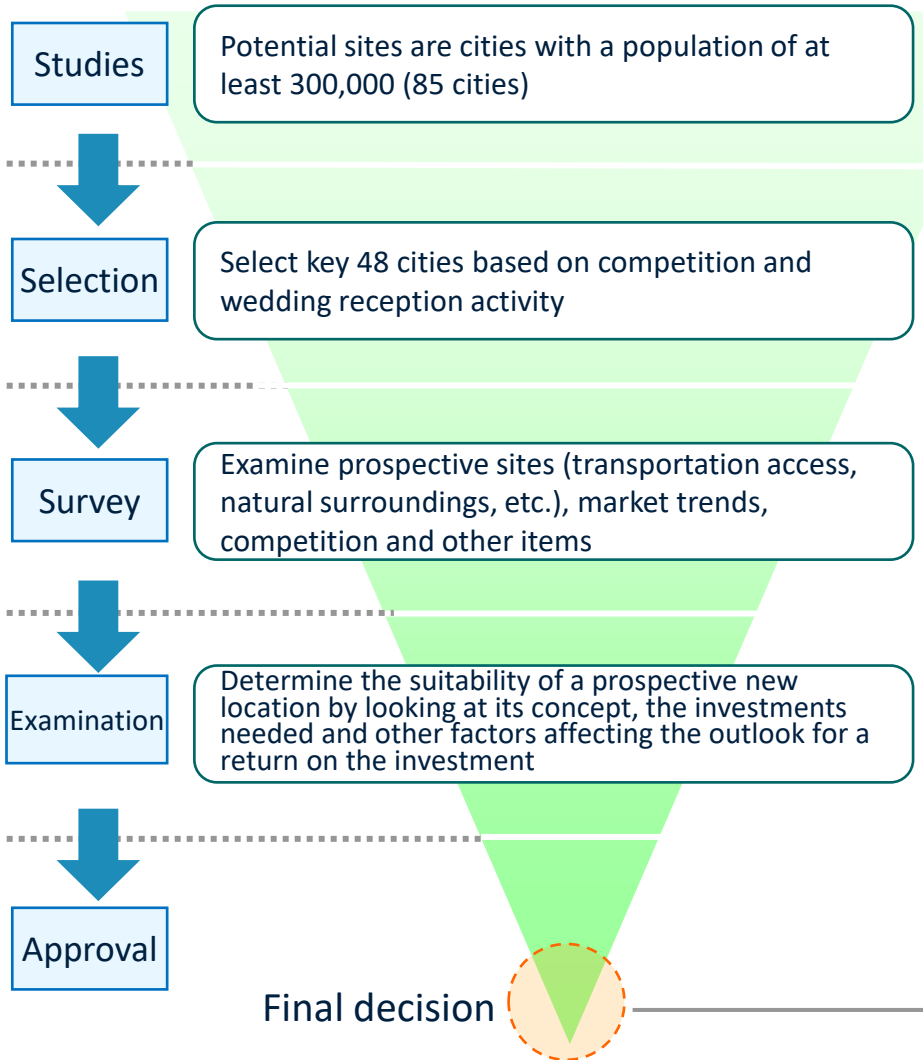 Studies
Potential sites are cities with a population of at
least 300,000 (85 cities)
Selection
Select key 48 cities based on competition and
wedding reception activity
Survey
Examine prospective sites (transportation access,
natural surroundings, etc.), market trends,
competition and other items
Examination
Determine the suitability of a prospective new
location by looking at its concept, the investments
needed and other factors affecting the outlook for a
return on the investment
Approval
Final decision